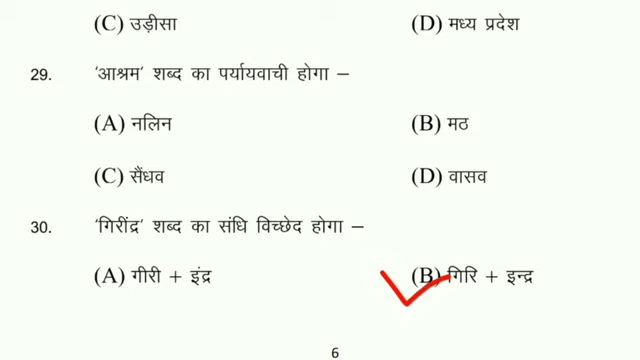 (C) उड़ीसा (D) मध्य प्रदेश
29. ‘आश्रम’ शब्द का पर्यायवाची होगा –
(A) नलिन (B) मठ
(C) सैंधव (D) वासव
30. ‘गिरींद्र’ शब्द का संधि विच्छेद होगा –
(A) गीरी + इंद्र (B) गिरि + इन्द्र
6